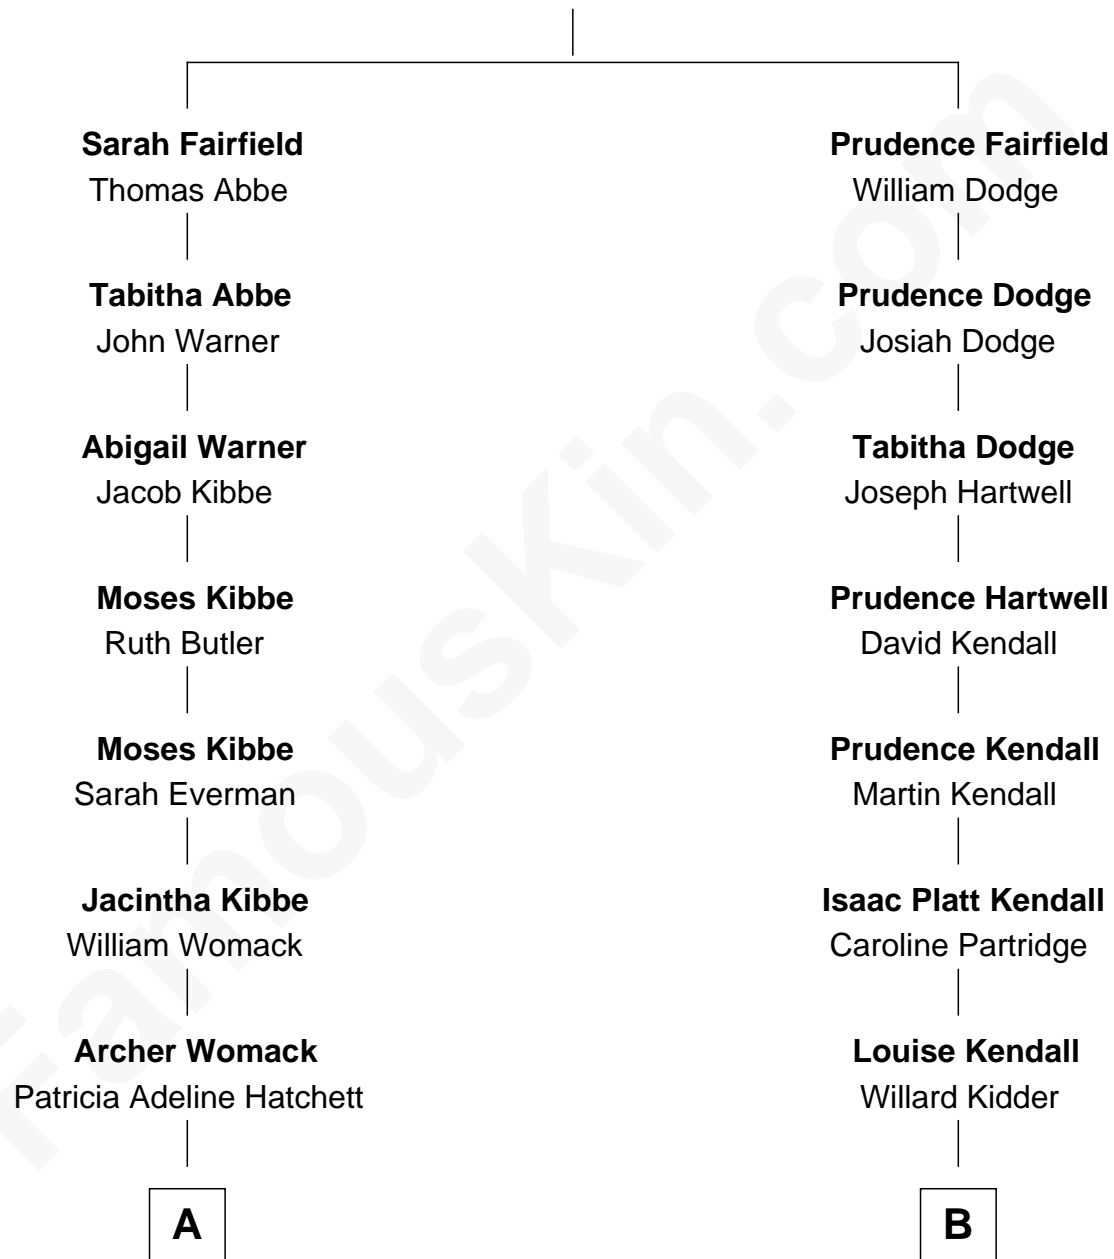 Sarah Fairfield
Thomas Abbe
Prudence Fairfield
William Dodge
Tabitha Abbe
John Warner
Prudence Dodge
Josiah Dodge
Abigail Warner
Jacob Kibbe
Tabitha Dodge
Joseph Hartwell
Moses Kibbe
Ruth Butler
Prudence Hartwell
David Kendall
Moses Kibbe
Sarah Everman
Prudence Kendall
Martin Kendall
Jacintha Kibbe
William Womack
Isaac Platt Kendall
Caroline Partridge
Archer Womack
Patricia Adeline Hatchett
Louise Kendall
Willard Kidder
A
B
FamousKin.com